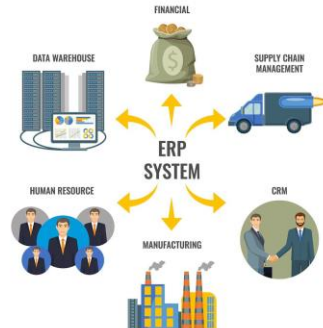 FINANCIAL
DATA WAREHOUSE
SUPPLY CHAIN
MANAGEMENT
ERP
SYSTEM
HUMAN RESOURCE
CRM
MANUFACTURING
$